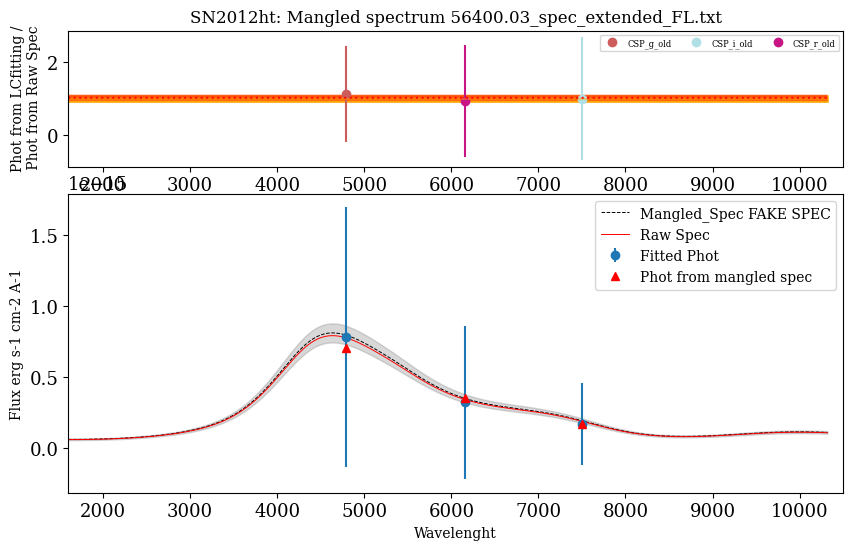 SN2012ht: Mangled spectrum 56400.03_spec_extended_FL.txt
Phot from LCfitting /
Phot from Raw Spec
2
0
CSP_g_old CSP_i_old CSP_r_old
2000 3000 4000 5000 6000 7000 8000 9000 10000
1e−15
Flux erg s-1 cm-2 A-1
1.5
1.0
0.5
0.0
Mangled_Spec FAKE SPEC
Raw Spec
Fitted Phot
Phot from mangled spec
2000 3000 4000 5000 6000 7000 8000 9000 10000
Wavelenght